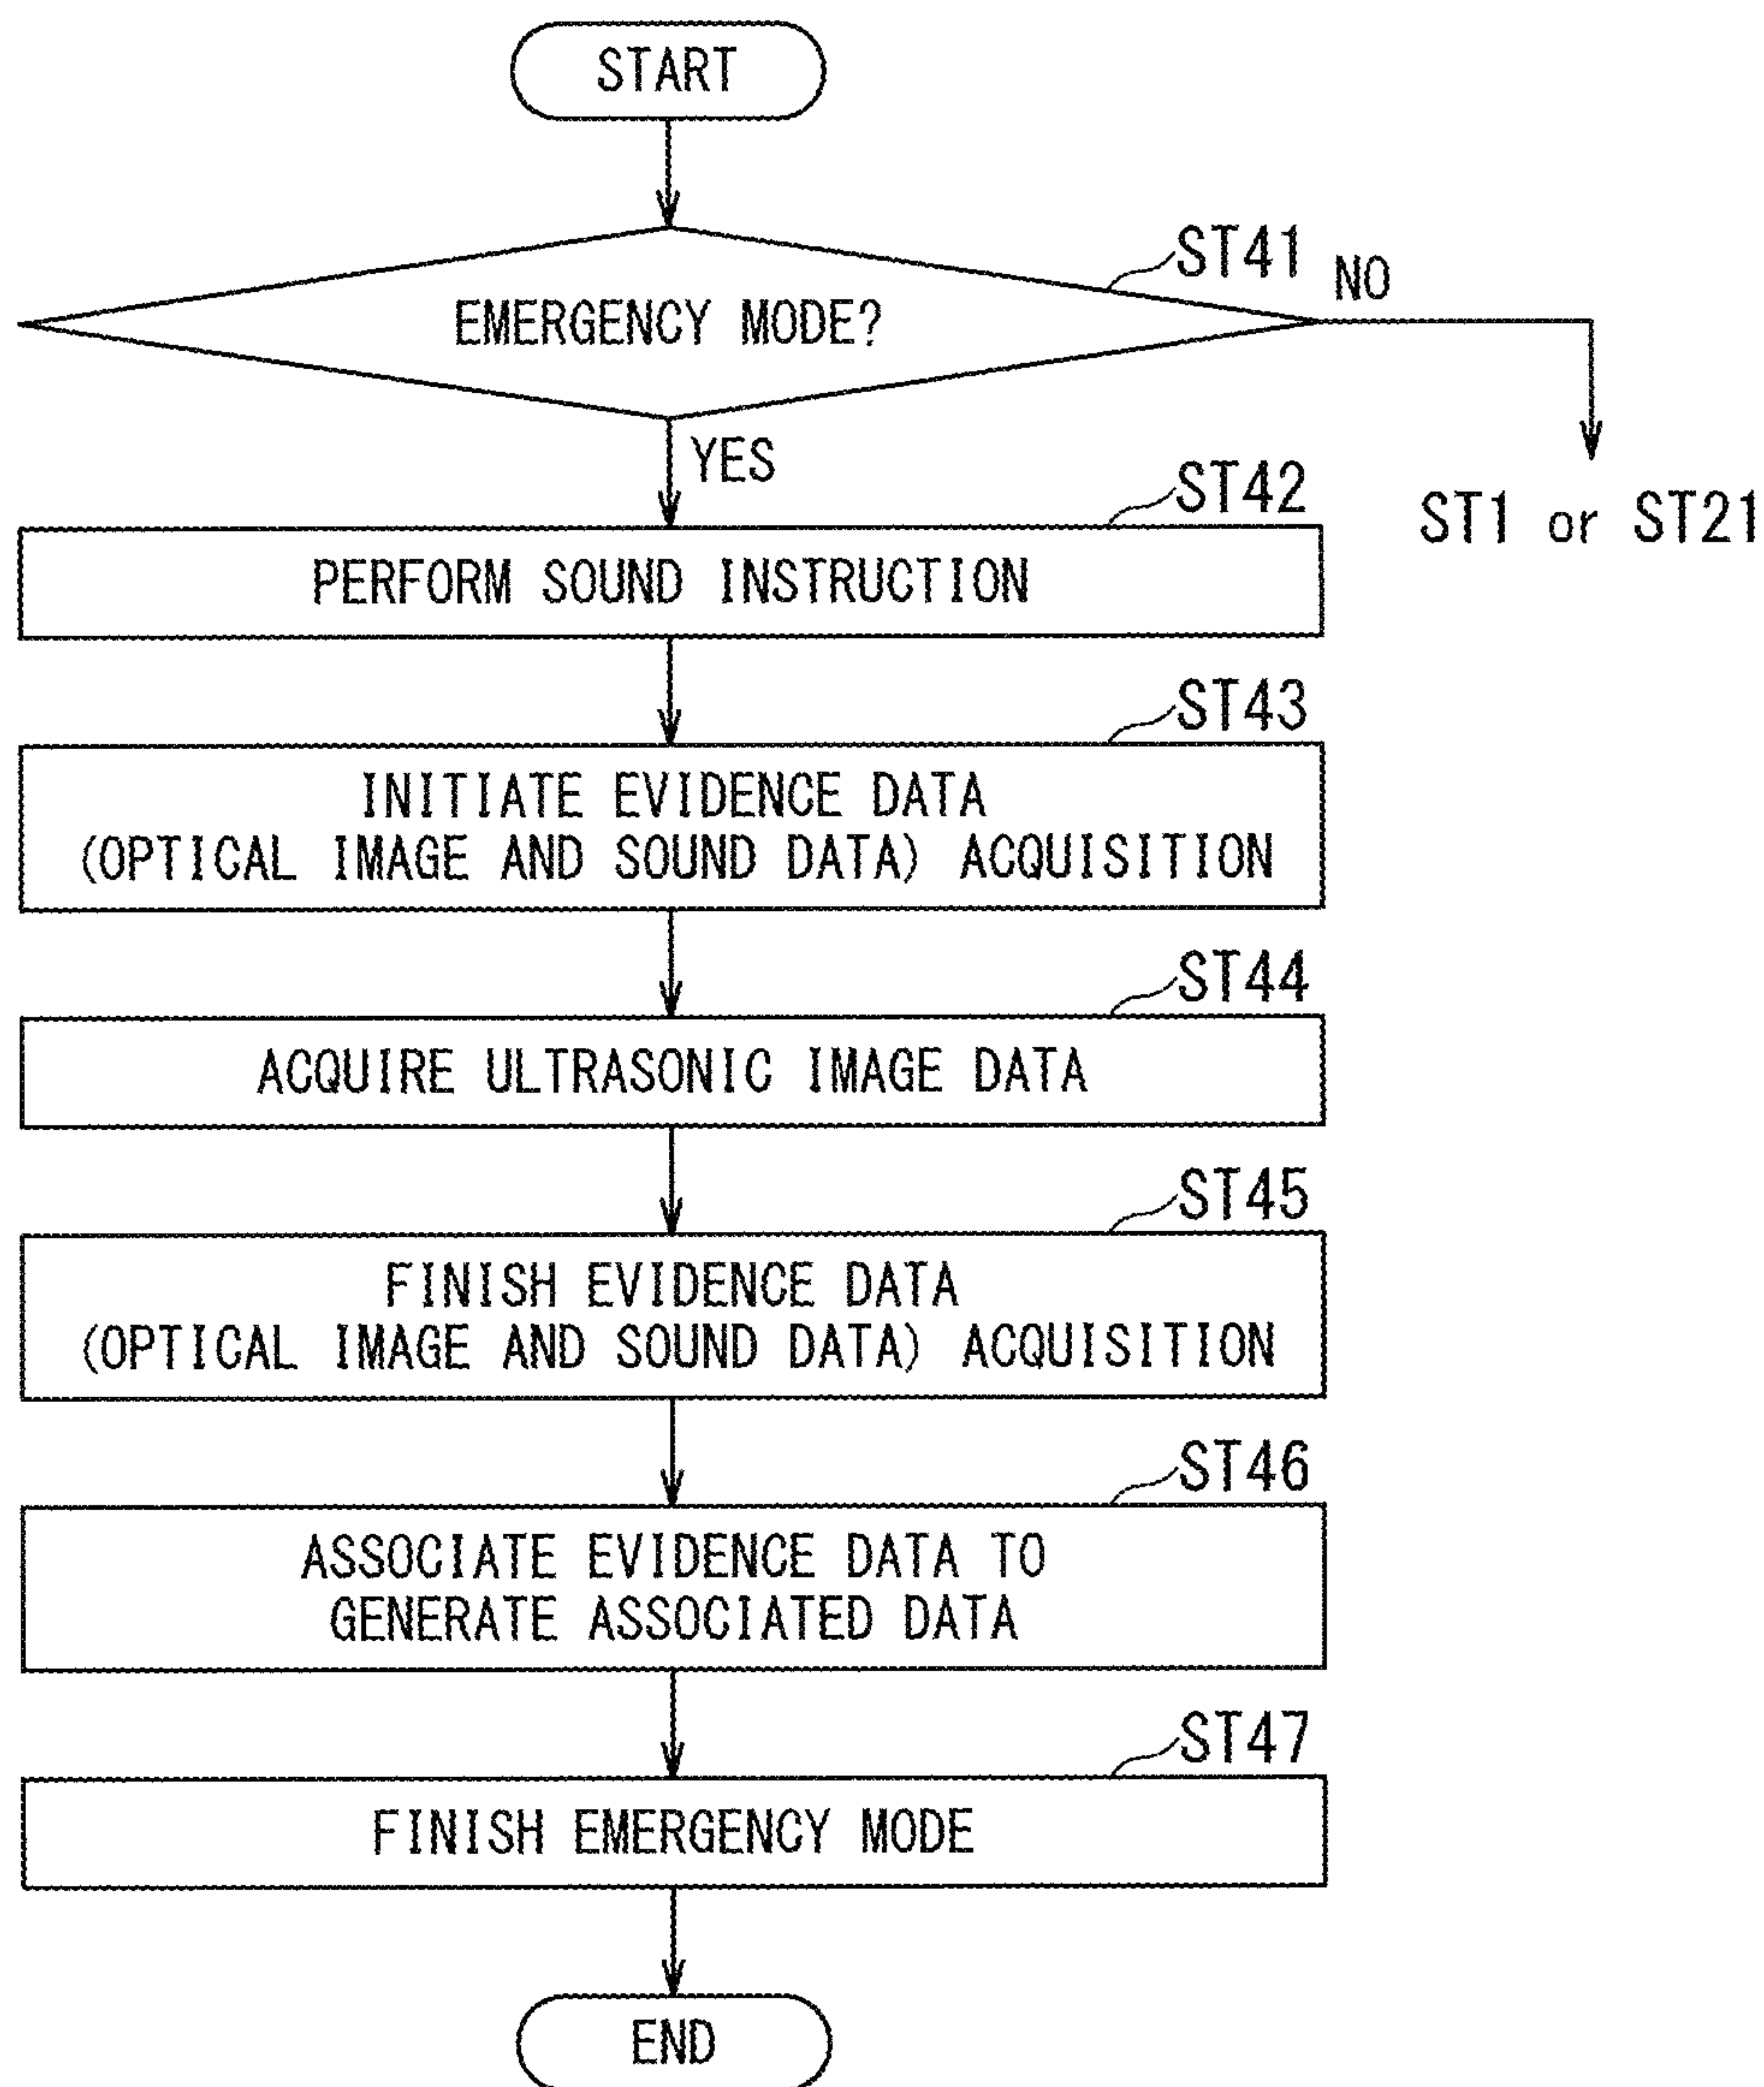 START
ST41
NO
EMERGENCY MODE?
YES
ST42
ST1 or ST21
PERFORM SOUND INSTRUCTION
ST43
INITIATE EVIDENCE DATA
(OPTICAL IMAGE AND SOUND DATA) ACQUISITION
ST44
ACQUIRE ULTRASONIC IMAGE DATA
ST45
FINISH EVIDENCE DATA
(OPTICAL IMAGE AND SOUND DATA) ACQUISITION
ST46
ASSOCIATE EVIDENCE DATA TO
GENERATE ASSOCIATED DATA
ST47
FINISH EMERGENCY MODE
END